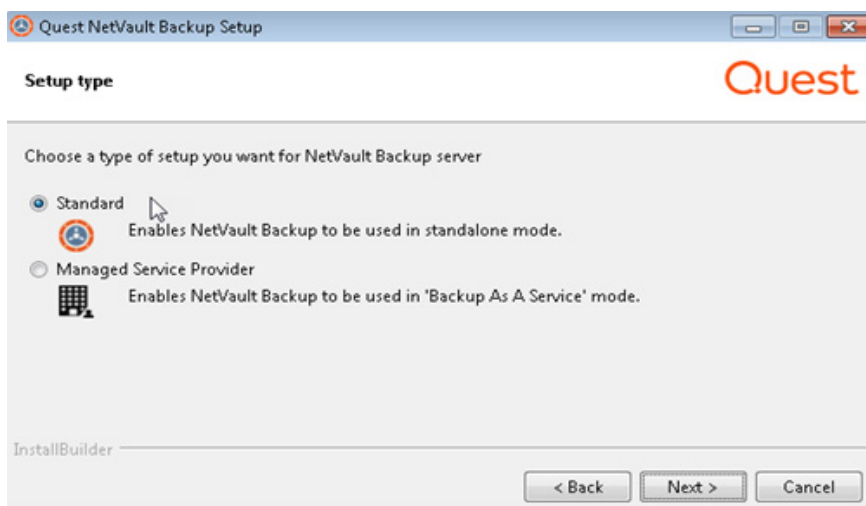 Quest NetVault Backup Setup
Setup type
Quest
Choose a type of setup you want for NetVault Backup server
Standard
Enables NetVault Backup to be used in standalone mode.
Managed Service Provider
Enables NetVault Backup to be used in 'Backup As A Service' mode.
InstallBuilder
< Back Next > Cancel